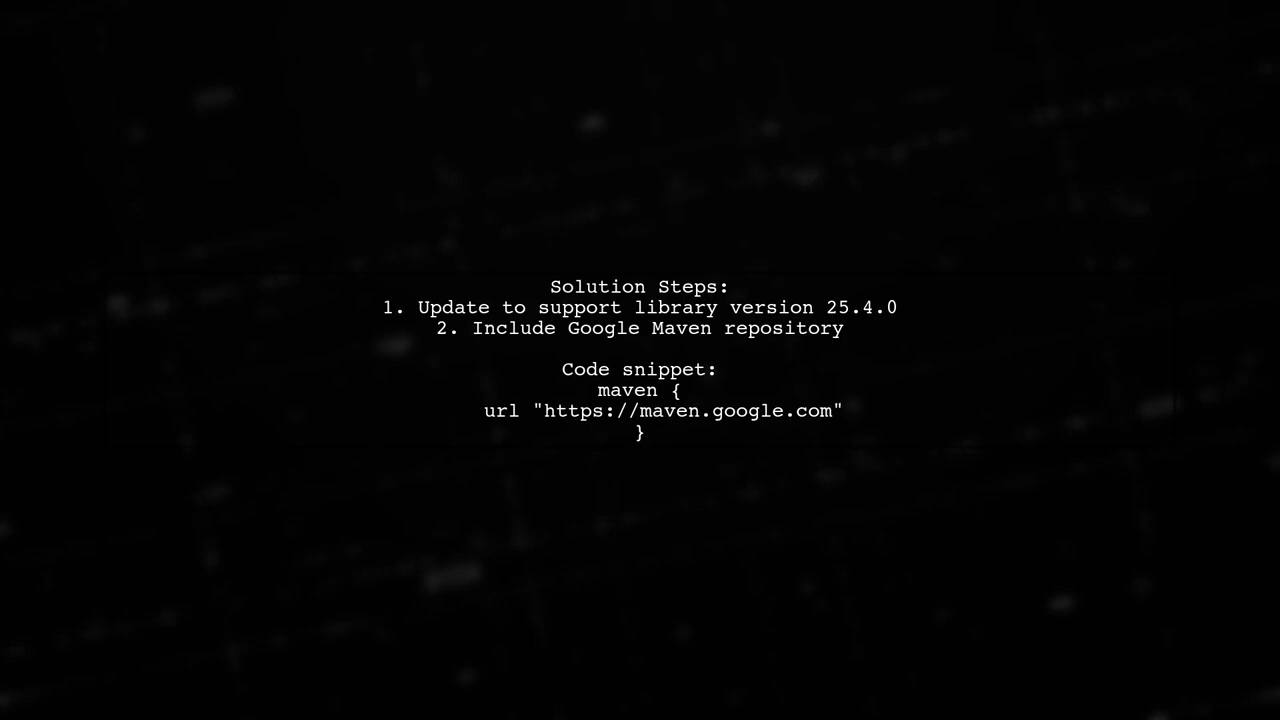 Solution Steps:
1. Update to support library version 25.4.0
2. Include Google Maven repository
Code snippet:
maven {
url "https://maven.google.com"
}